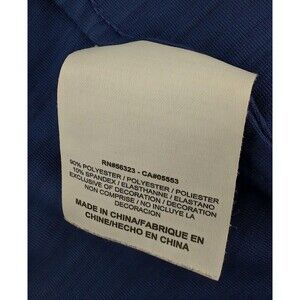 RN#56323 - CA#05553
90% POLYESTER / POLYESTER / POLIESTER
10% SPANDEX / ELASTHANNE / ELASTANO
EXCLUSIVE OF DECORATION / DECORATION
NON COMPRISE / NO INCLUYE LA
DECORACION
MADE IN CHINA/FABRIQUE EN
CHINE/HECHO EN CHINA